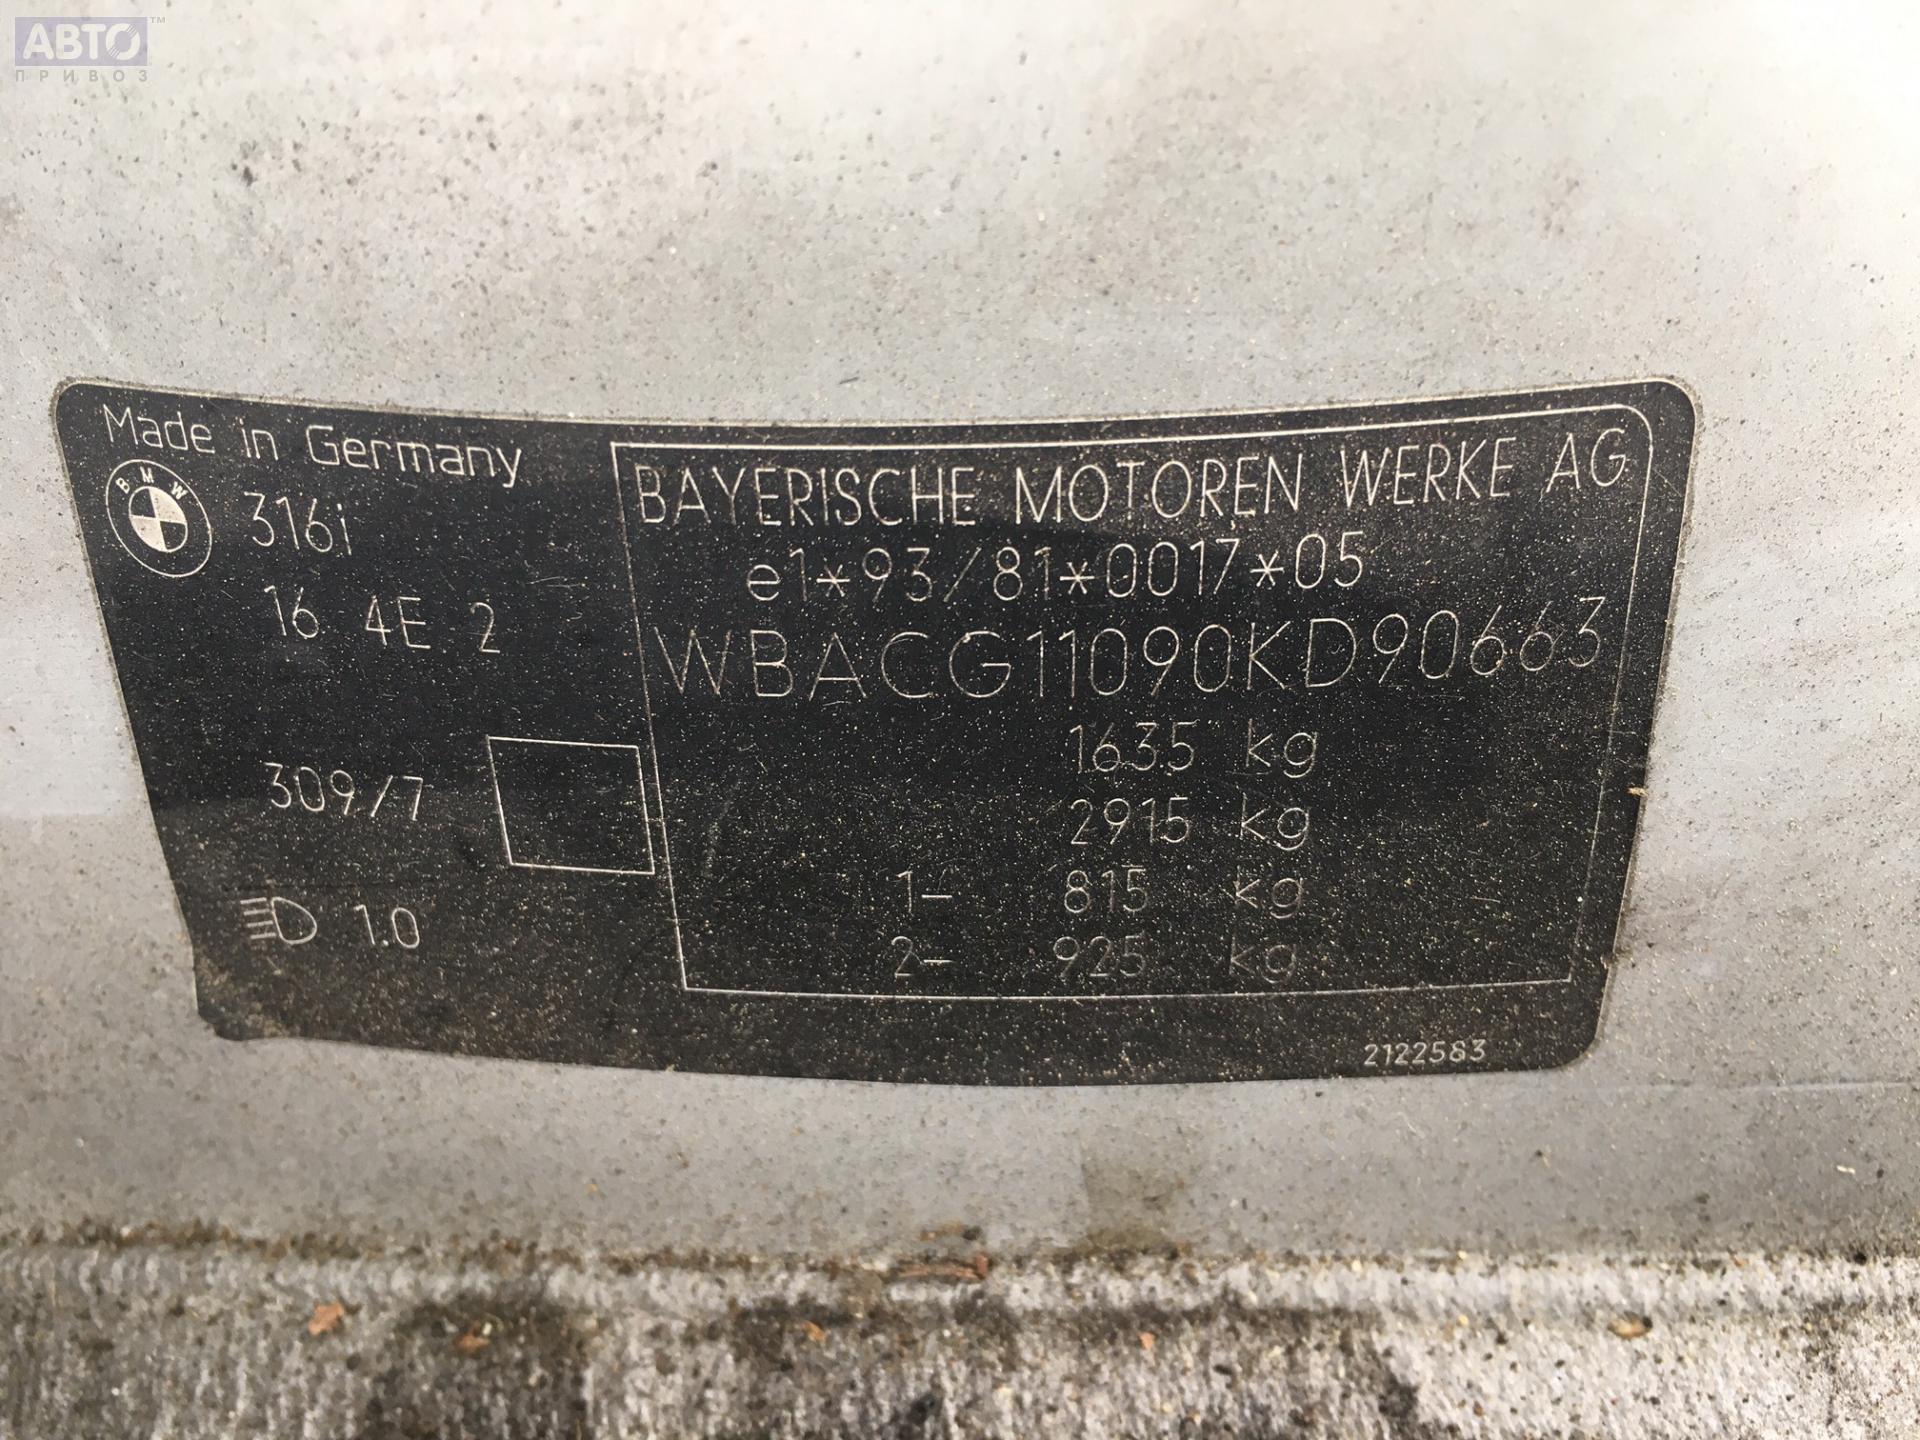 АВТО™
ПРИВОЗ
Made in Germany
BMW
316i
16 4E 2
309/7
1.0
BAYERISCHE MOTOREN WERKE AG
e1*93/81*0017*05
WBACG11090KD90663
1635 kg
2915 kg
1- 815 kg
2- 925 kg
2122583